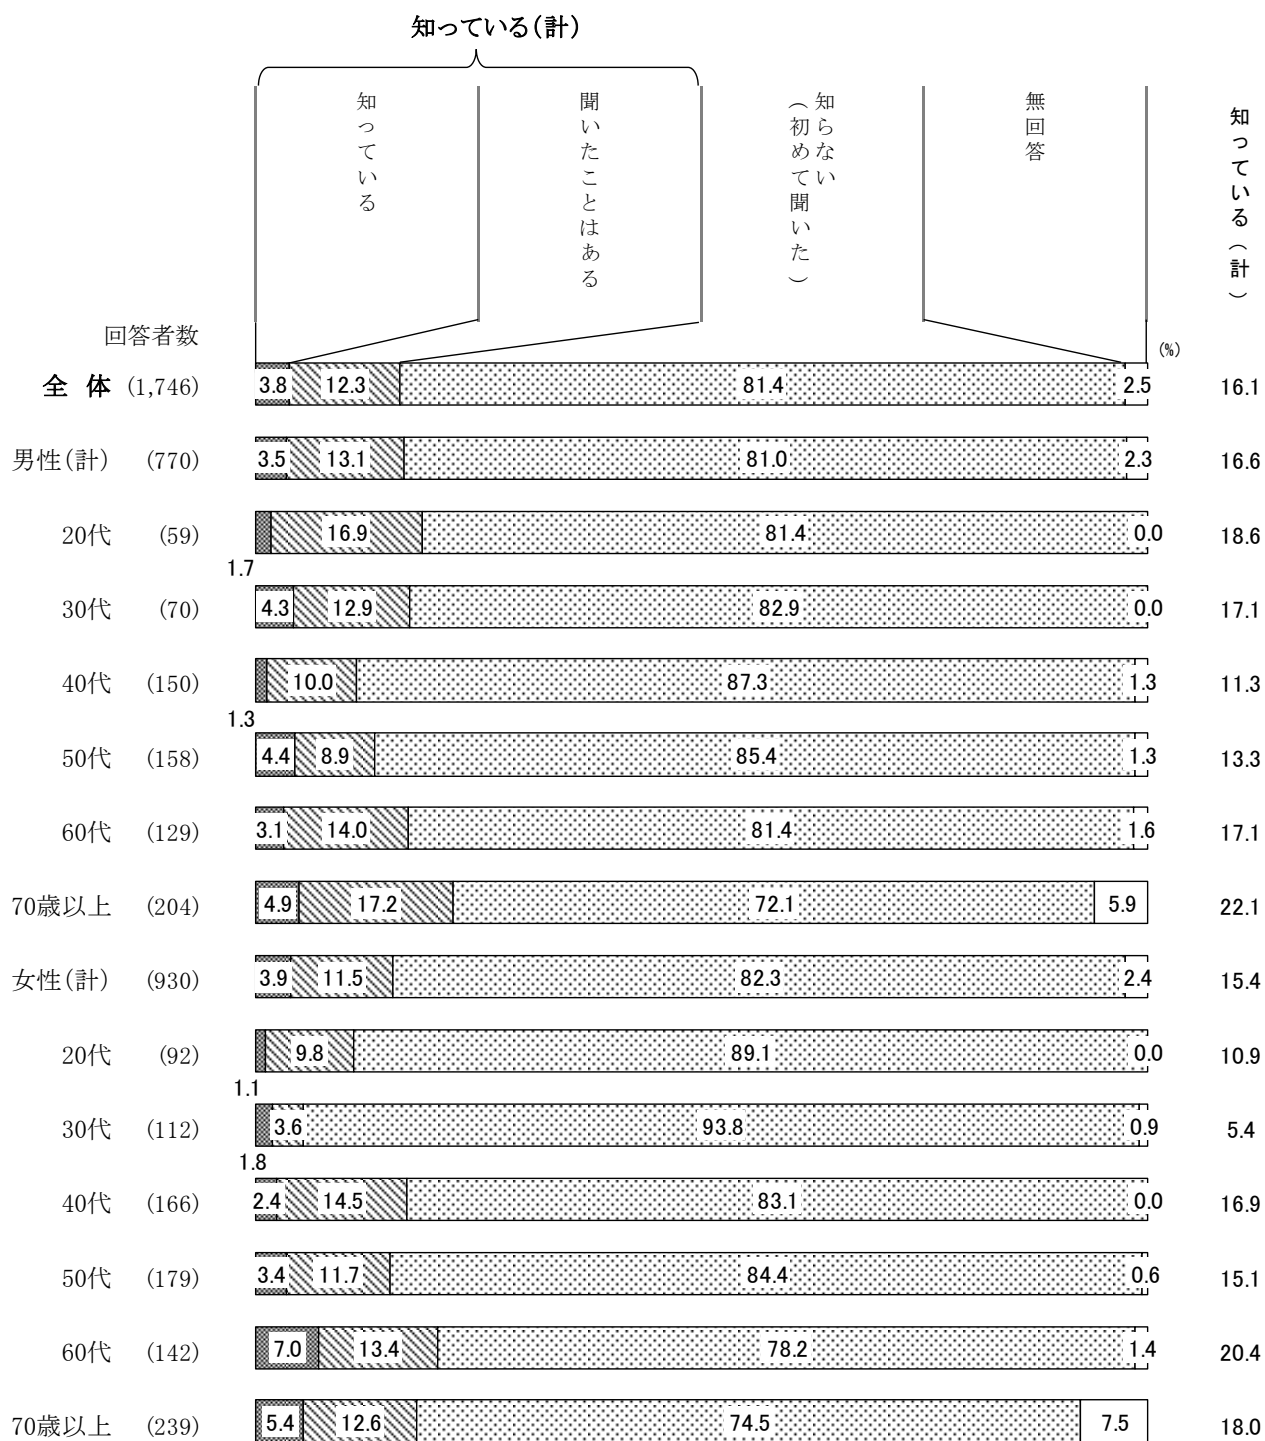 知っている(計)
知っている
聞いたことはある
知らない
(初めて聞いた)
無回答
知っている(計)
回答者数
(%)
全 体 (1,746) 3.8 12.3 81.4 2.5 16.1
男性(計) (770) 3.5 13.1 81.0 2.3 16.6
20代 (59) 16.9 81.4 0.0 18.6
1.7
30代 (70) 4.3 12.9 82.9 0.0 17.1
40代 (150) 10.0 87.3 1.3 11.3
1.3
50代 (158) 4.4 8.9 85.4 1.3 13.3
60代 (129) 3.1 14.0 81.4 1.6 17.1
70歳以上 (204) 4.9 17.2 72.1 5.9 22.1
女性(計) (930) 3.9 11.5 82.3 2.4 15.4
20代 (92) 9.8 89.1 0.0 10.9
1.1
30代 (112) 3.6 93.8 0.9 5.4
1.8
40代 (166) 2.4 14.5 83.1 0.0 16.9
50代 (179) 3.4 11.7 84.4 0.6 15.1
60代 (142) 7.0 13.4 78.2 1.4 20.4
70歳以上 (239) 5.4 12.6 74.5 7.5 18.0